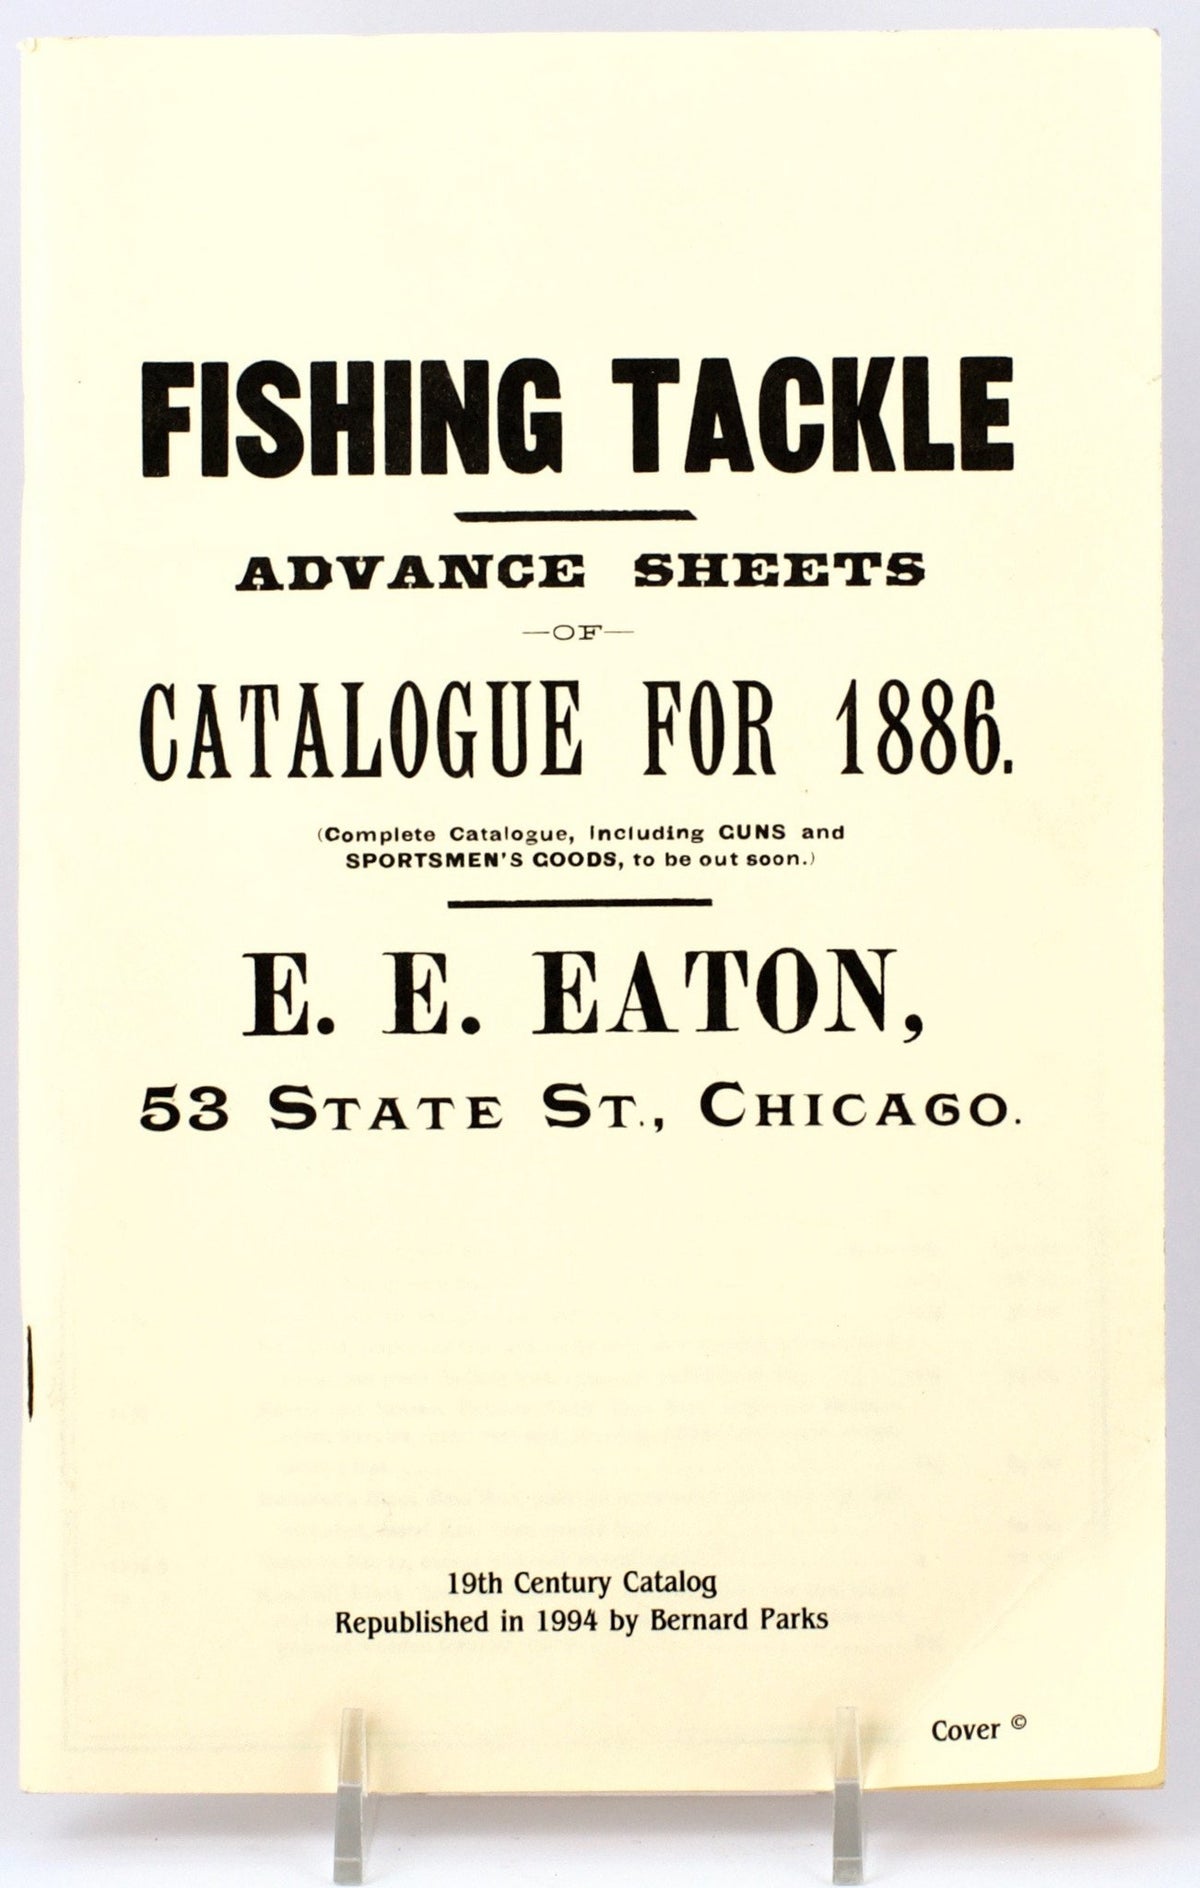 FISHING TACKLE
ADVANCE SHEETS
—OF—
CATALOGUE FOR 1886.
(Complete Catalogue, Including GUNS and
SPORTSMEN'S GOODS, to be out soon.)
E. E. EATON,
53 STATE ST., CHICAGO.
19th Century Catalog
Republished in 1994 by Bernard Parks
Cover ©